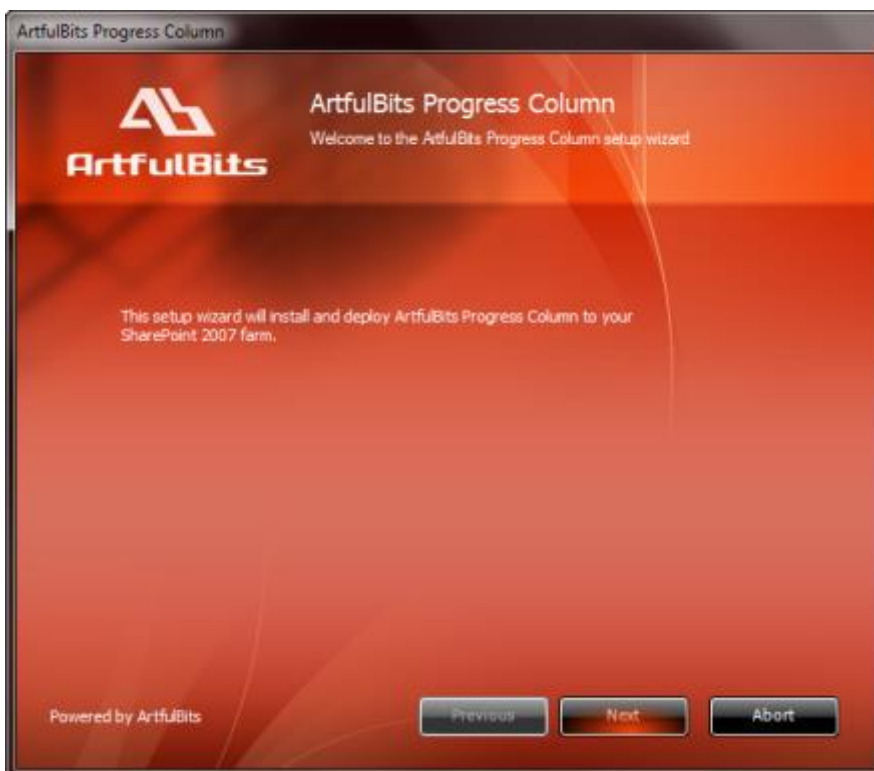 ArtfulBits Progress Column
ArtfulBits
ArtfulBits Progress Column
Welcome to the ArtfulBits Progress Column setup wizard
This setup wizard will install and deploy ArtfulBits Progress Column to your
SharePoint 2007 farm.
Powered by ArtfulBits
Previous
Next
Abort